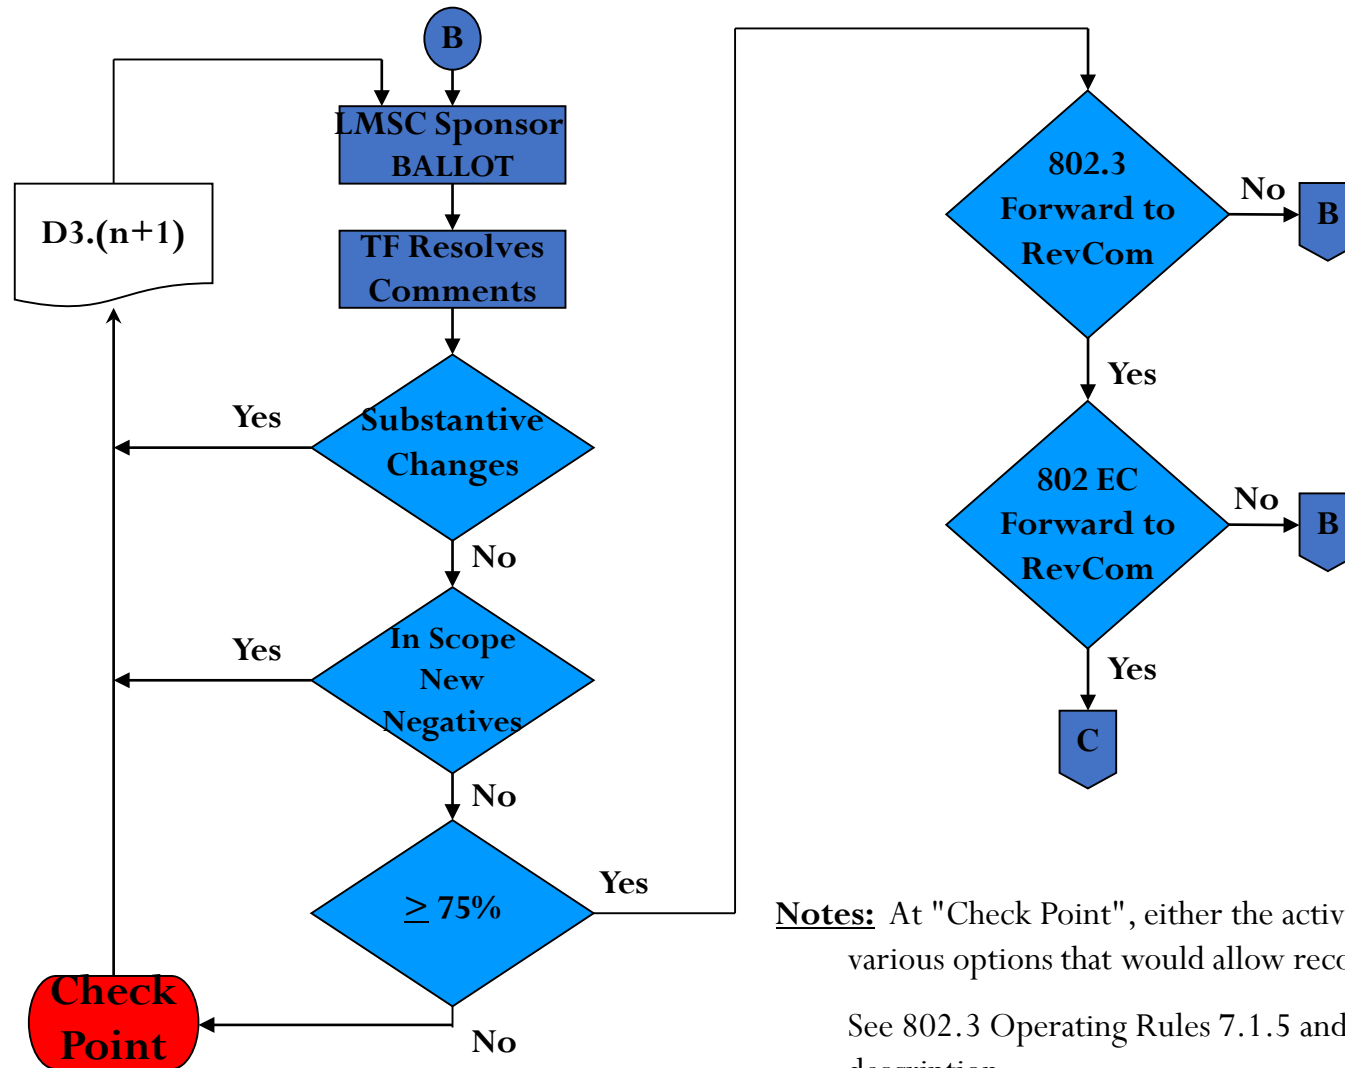 B
LMSC Sponsor
BALLOT
D3.(n+1)
TF Resolves
Comments
Yes
Substantive
Changes
No
Yes
In Scope
New
Negatives
No
≥ 75%
Yes
Check
Point
No
802.3
Forward to
RevCom
No
B
Yes
802 EC
Forward to
RevCom
No
B
Yes
C
Notes: At "Check Point", either the
various options that would allow
See 802.3 Operating Rules 7.1.5 and
description